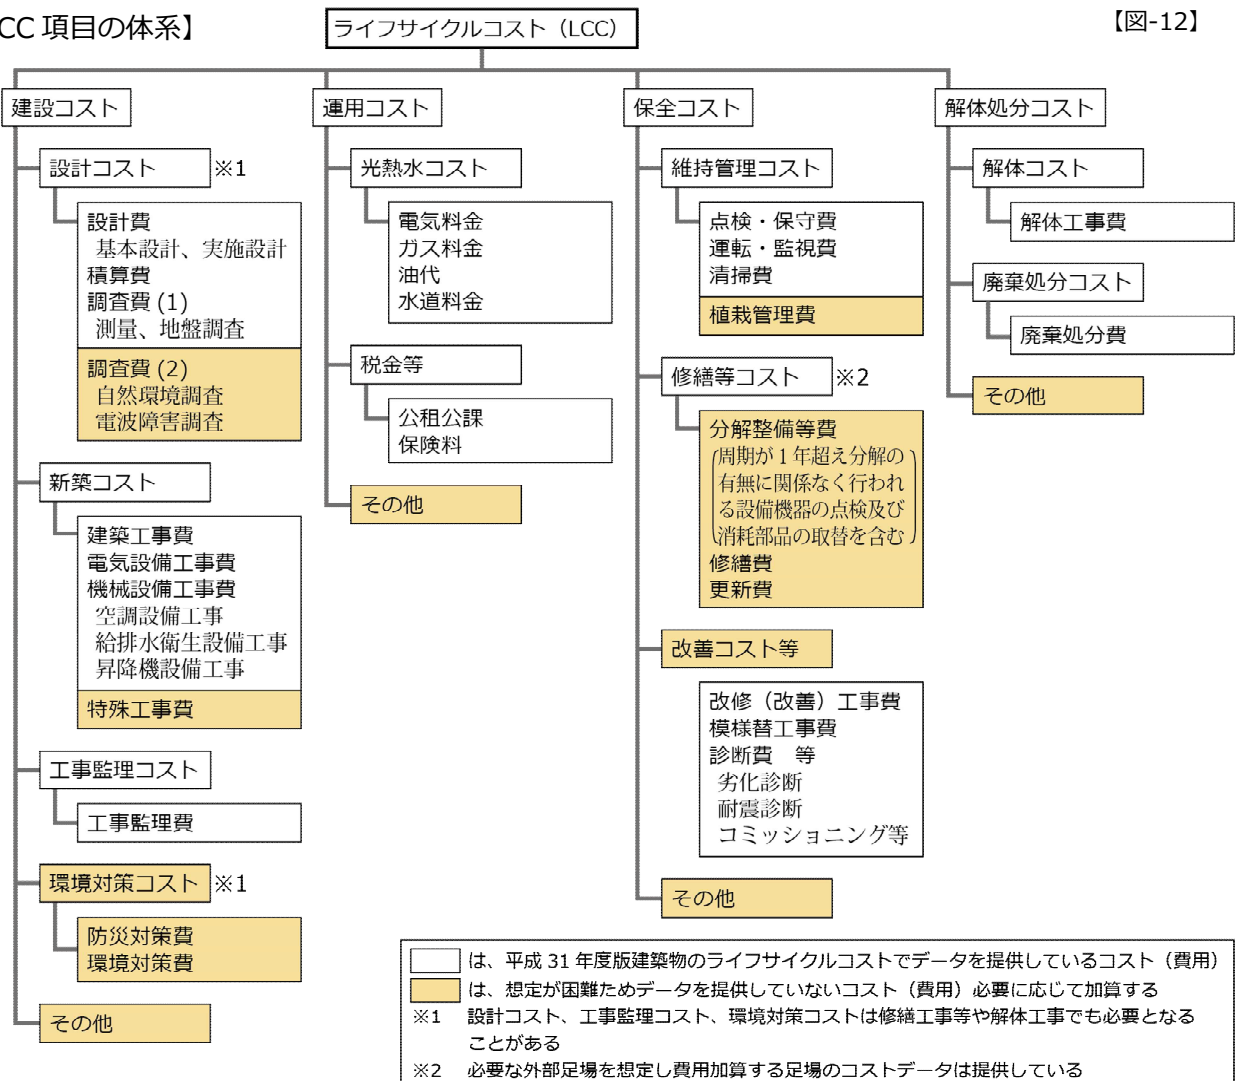 CC 項目の体系】
ライフサイクルコスト（LCC）
【図-12】
建設コスト
設計コスト
※1
設計費
基本設計、実施設計
積算費
調査費 (1)
測量、地盤調査
調査費 (2)
自然環境調査
電波障害調査
新築コスト
建築工事費
電気設備工事費
機械設備工事費
空調設備工事
給排水衛生設備工事
昇降機設備工事
特殊工事費
工事監理コスト
工事監理費
環境対策コスト
※1
防災対策費
環境対策費
その他
運用コスト
光熱水コスト
電気料金
ガス料金
油代
水道料金
税金等
公租公課
保険料
その他
保全コスト
維持管理コスト
点検・保守費
運転・監視費
清掃費
植栽管理費
修繕等コスト
※2
分解整備等費
（周期が１年超え分解の
有無に関係なく行われ
る設備機器の点検及び
消耗部品の取替を含む）
修繕費
更新費
改善コスト等
改修（改善）工事費
模様替工事費
診断費　等
劣化診断
耐震診断
コミッショニング等
その他
解体処分コスト
解体コスト
解体工事費
廃棄処分コスト
廃棄処分費
その他
は、平成 31 年度版建築物のライフサイクルコストでデータを提供しているコスト（費用）
は、想定が困難ためデータを提供していないコスト（費用）必要に応じて加算する
※1　設計コスト、工事監理コスト、環境対策コストは修繕工事等や解体工事でも必要となる
ことがある
※2　必要な外部足場を想定し費用加算する足場のコストデータは提供している